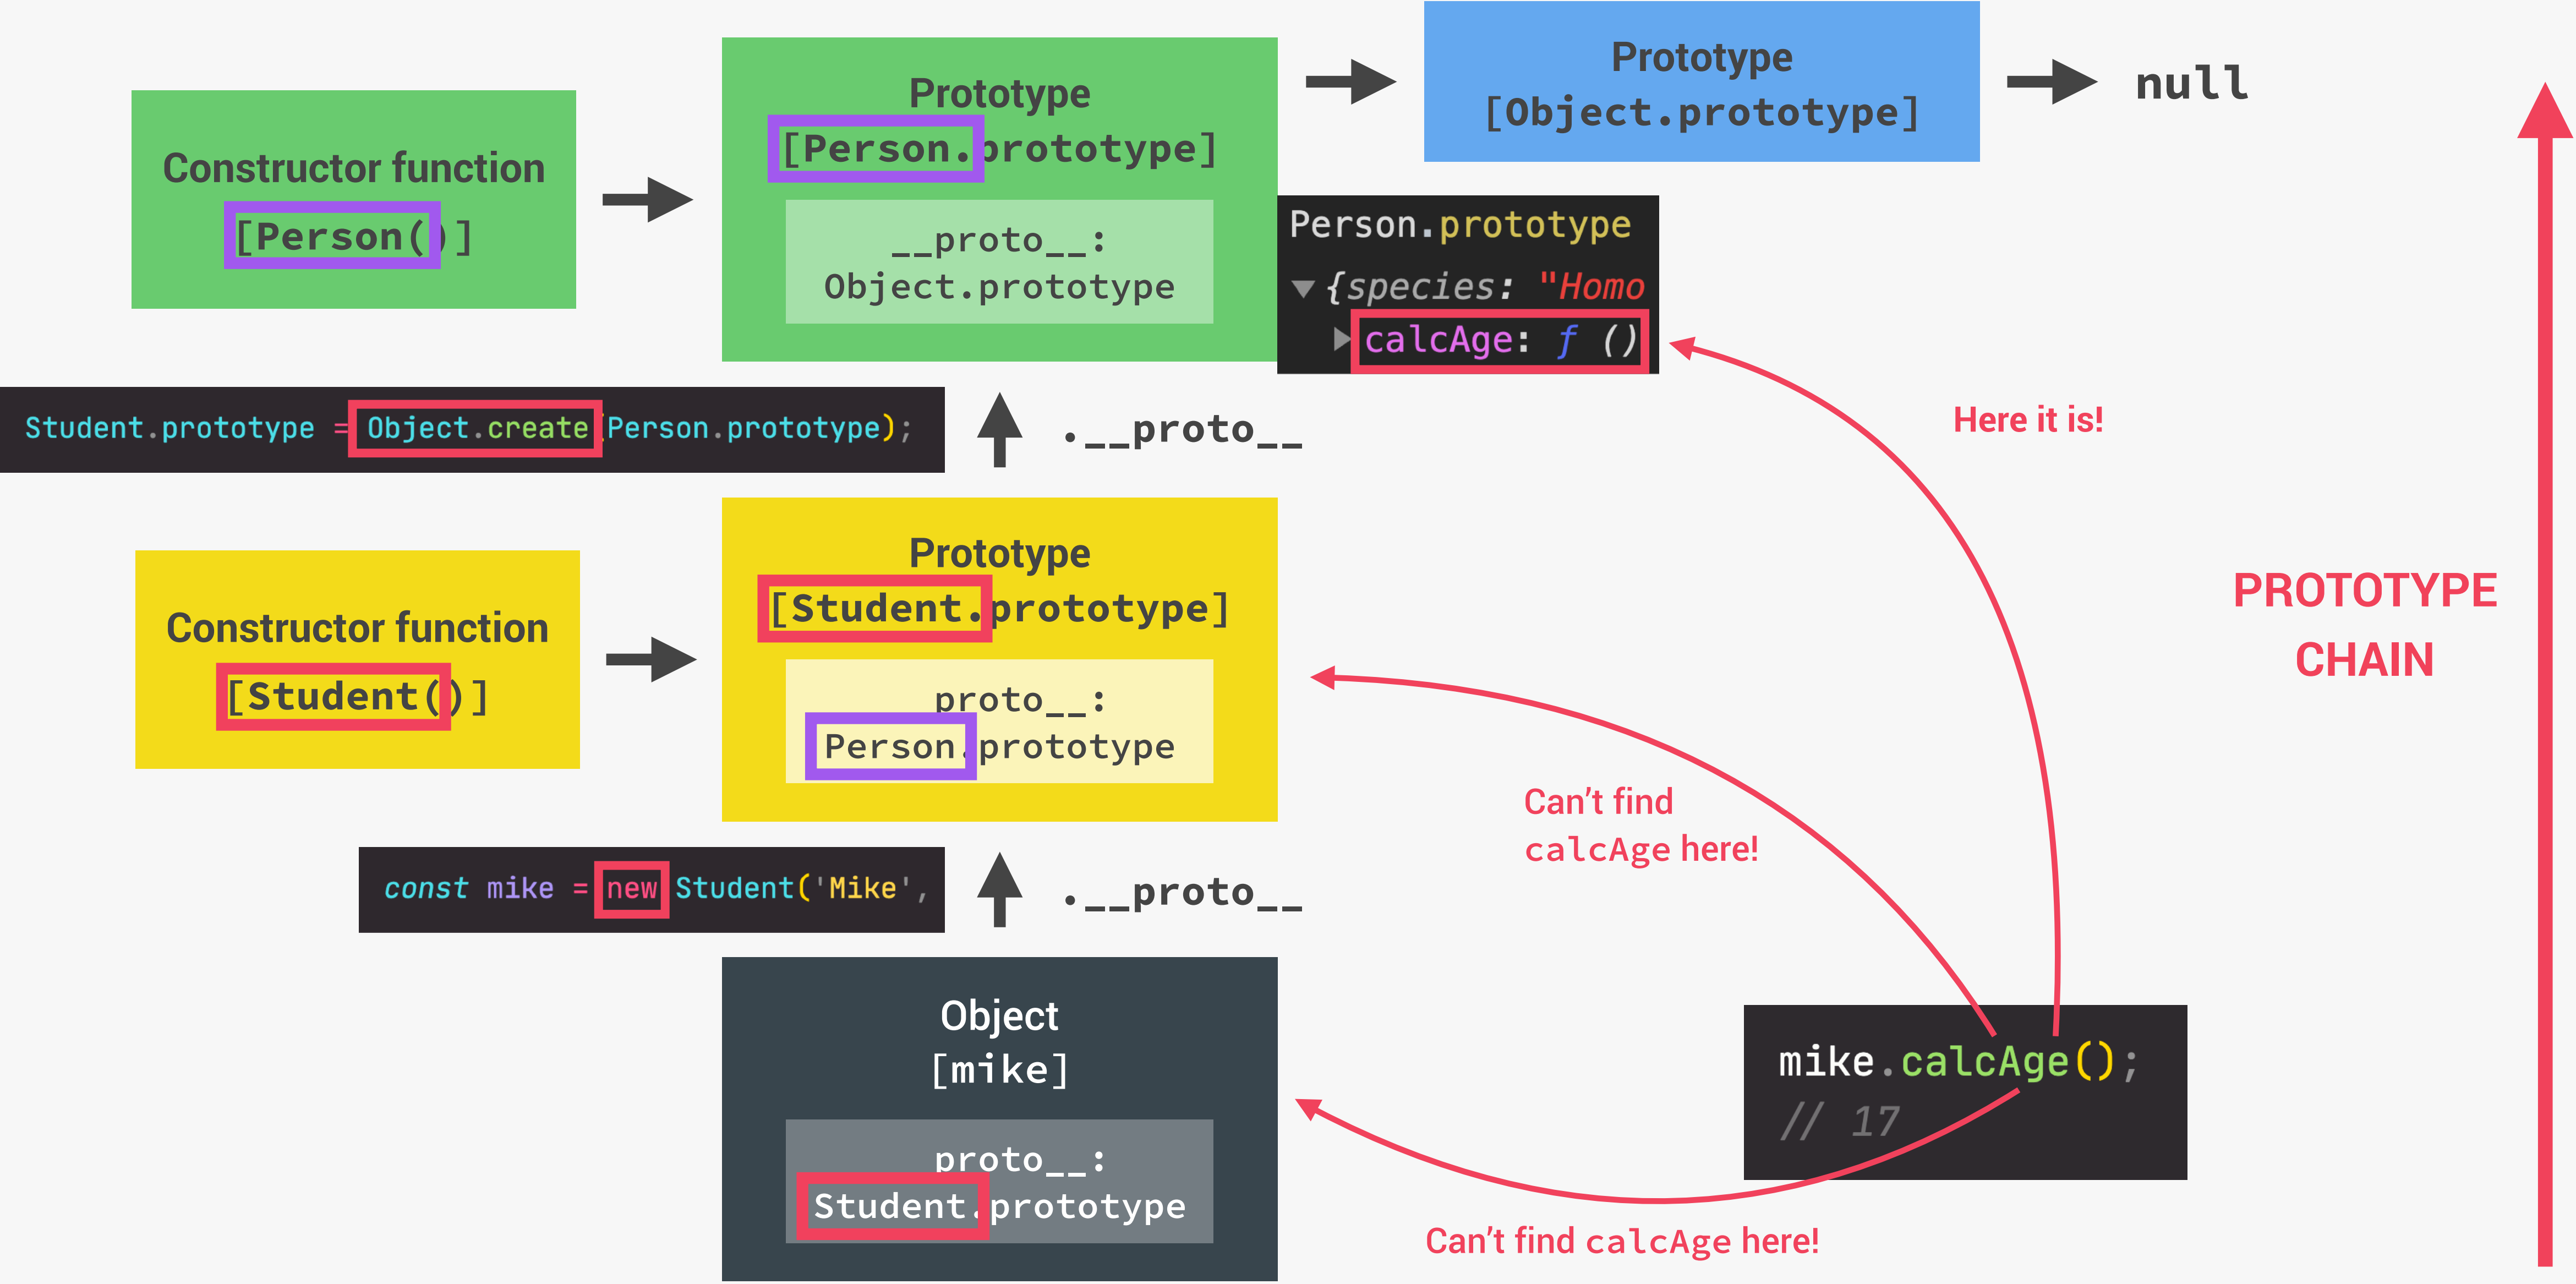 Constructor function
[Person()]
Prototype
[Person.prototype]
__proto__:
Object.prototype
Prototype
[Object.prototype]
null
Person.prototype
{species: "Homo
calcAge: ƒ ()
Student.prototype = Object.create(Person.prototype);
.__proto__
Here it is!
PROTOTYPE
CHAIN
Constructor function
[Student()]
Prototype
[Student.prototype]
proto__:
Person.prototype
Can't find
calcAge here!
const mike = new Student('Mike',
.__proto__
Object
[mike]
proto__:
Student.prototype
mike.calcAge();
// 17
Can't find calcAge here!